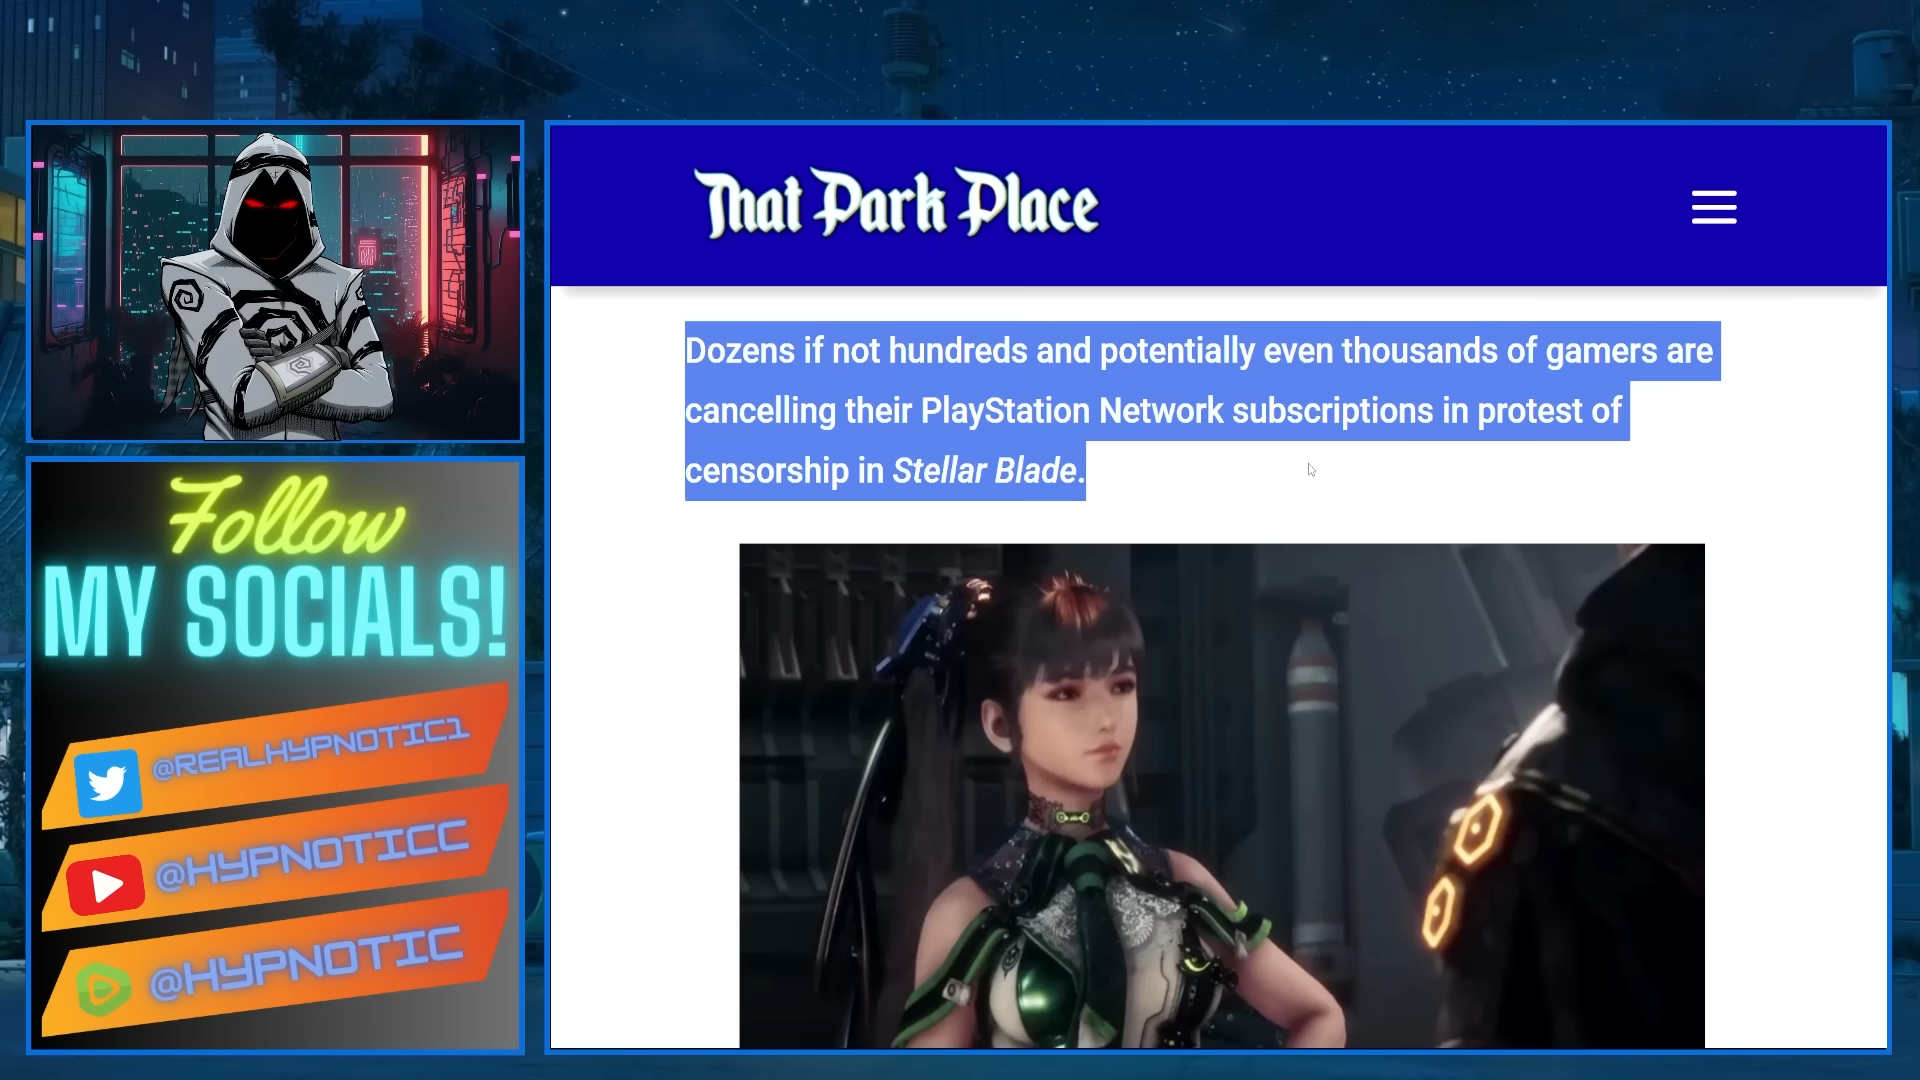 That Park Place
Dozens if not hundreds and potentially even thousands of gamers are
cancelling their PlayStation Network subscriptions in protest of
censorship in Stellar Blade.
Follow
MY SOCIALS!
@REALHYPNOTIC1
@HYPNOTICC
@HYPNOTIC